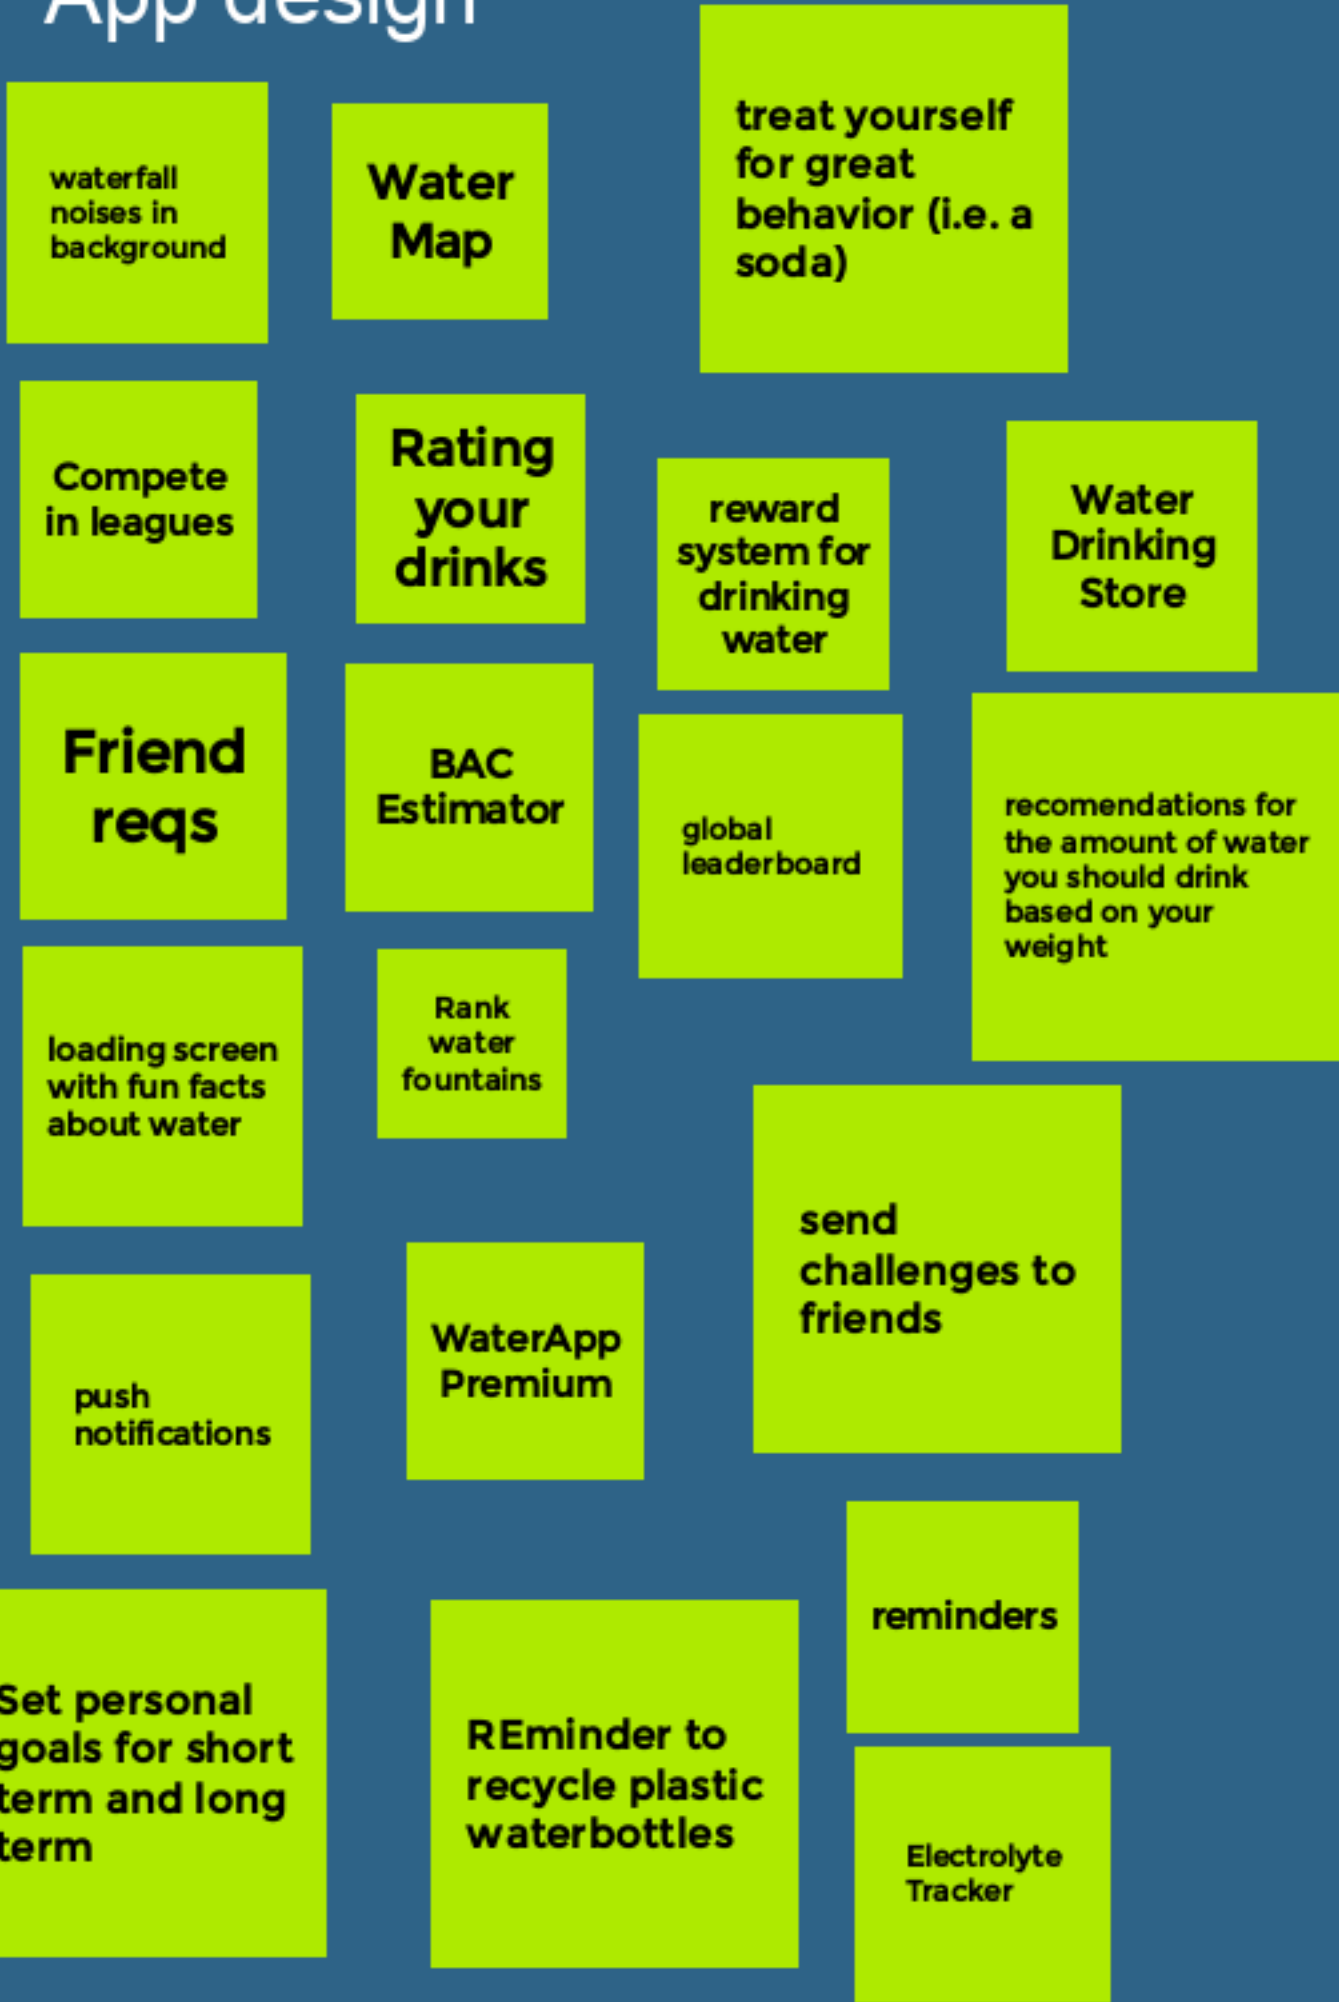 App design
waterfall
noises in
background
Water
Map
treat yourself
for great
behavior (i.e. a
soda)
Compete
in leagues
Rating
your
drinks
reward
system for
drinking
water
Water
Drinking
Store
Friend
reqs
BAC
Estimator
global
leaderboard
recomendations for
the amount of water
you should drink
based on your
weight
loading screen
with fun facts
about water
Rank
water
fountains
send
challenges to
friends
push
notifications
WaterApp
Premium
reminders
Set personal
goals for short
term and long
term
REminder to
recycle plastic
waterbottles
Electrolyte
Tracker